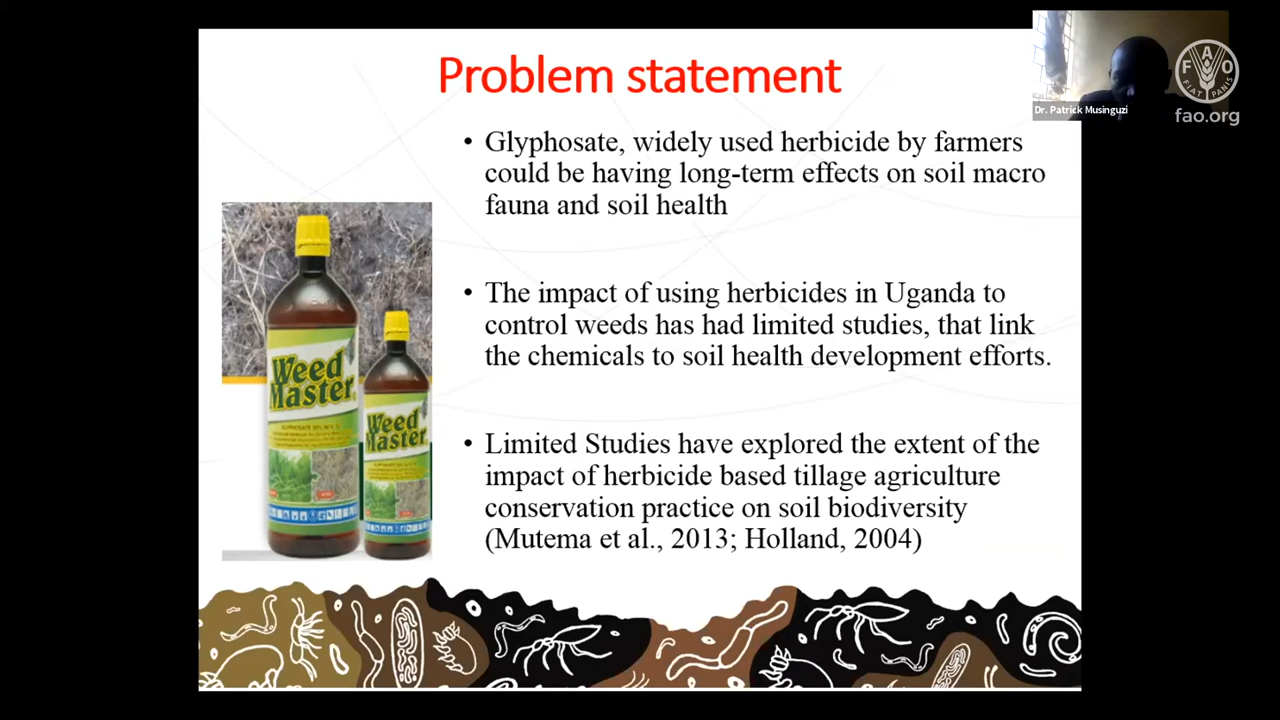 Problem statement
• Glyphosate, widely used herbicide by farmers
could be having long-term effects on soil macro
fauna and soil health
• The impact of using herbicides in Uganda to
control weeds has had limited studies, that link
the chemicals to soil health development efforts.
• Limited Studies have explored the extent of the
impact of herbicide based tillage agriculture
conservation practice on soil biodiversity
(Mutema et al., 2013; Holland, 2004)
Weed
Master
Weed
Master
Dr. Patrick Musinguzi
F A O
FIAT PANIS
fao.org